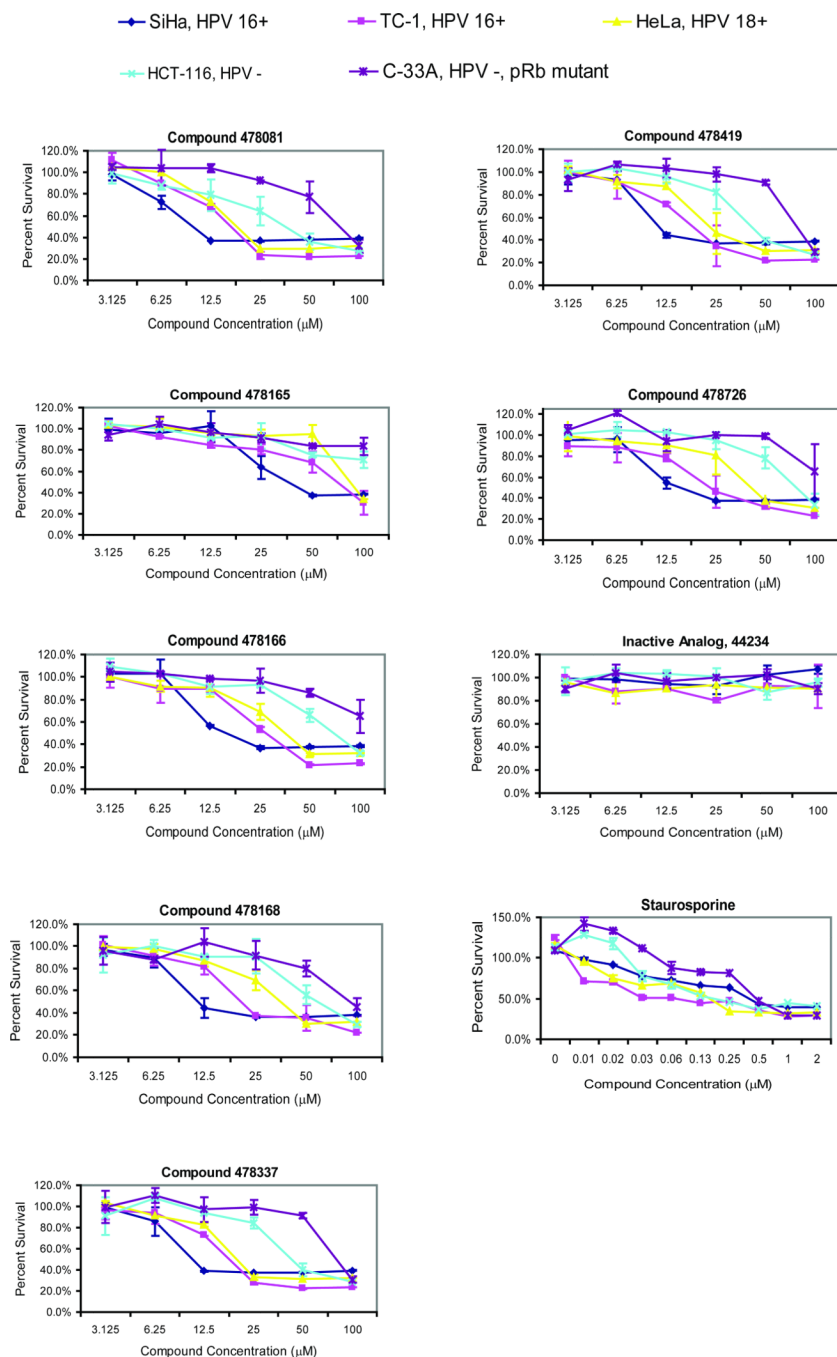 SiHa, HPV 16+
TC-1, HPV 16+
HeLa, HPV 18+
HCT-116, HPV -
C-33A, HPV -, pRb mutant
Compound 478081
Percent Survival
120.0%
100.0%
80.0%
60.0%
40.0%
20.0%
0.0%
3.125 6.25 12.5 25 50 100
Compound Concentration (μM)
Compound 478419
Percent Survival
120.0%
100.0%
80.0%
60.0%
40.0%
20.0%
0.0%
3.125 6.25 12.5 25 50 100
Compound Concentration (μM)
Compound 478165
Percent Survival
120.0%
100.0%
80.0%
60.0%
40.0%
20.0%
0.0%
3.125 6.25 12.5 25 50 100
Compound Concentration (μM)
Compound 478726
Percent Survival
120.0%
100.0%
80.0%
60.0%
40.0%
20.0%
0.0%
3.125 6.25 12.5 25 50 100
Compound Concentration (μM)
Compound 478166
Percent Survival
120.0%
100.0%
80.0%
60.0%
40.0%
20.0%
0.0%
3.125 6.25 12.5 25 50 100
Compound Concentration (μM)
Inactive Analog, 44234
Percent Survival
120.0%
100.0%
80.0%
60.0%
40.0%
20.0%
0.0%
3.125 6.25 12.5 25 50 100
Compound Concentration (μM)
Compound 478168
Percent Survival
120.0%
100.0%
80.0%
60.0%
40.0%
20.0%
0.0%
3.125 6.25 12.5 25 50 100
Compound Concentration (μM)
Staurosporine
Percent Survival
150.0%
100.0%
50.0%
0.0%
0 0.01 0.02 0.03 0.06 0.13 0.25 0.5 1 2
Compound Concentration (μM)
Compound 478337
Percent Survival
120.0%
100.0%
80.0%
60.0%
40.0%
20.0%
0.0%
3.125 6.25 12.5 25 50 100
Compound Concentration (μM)